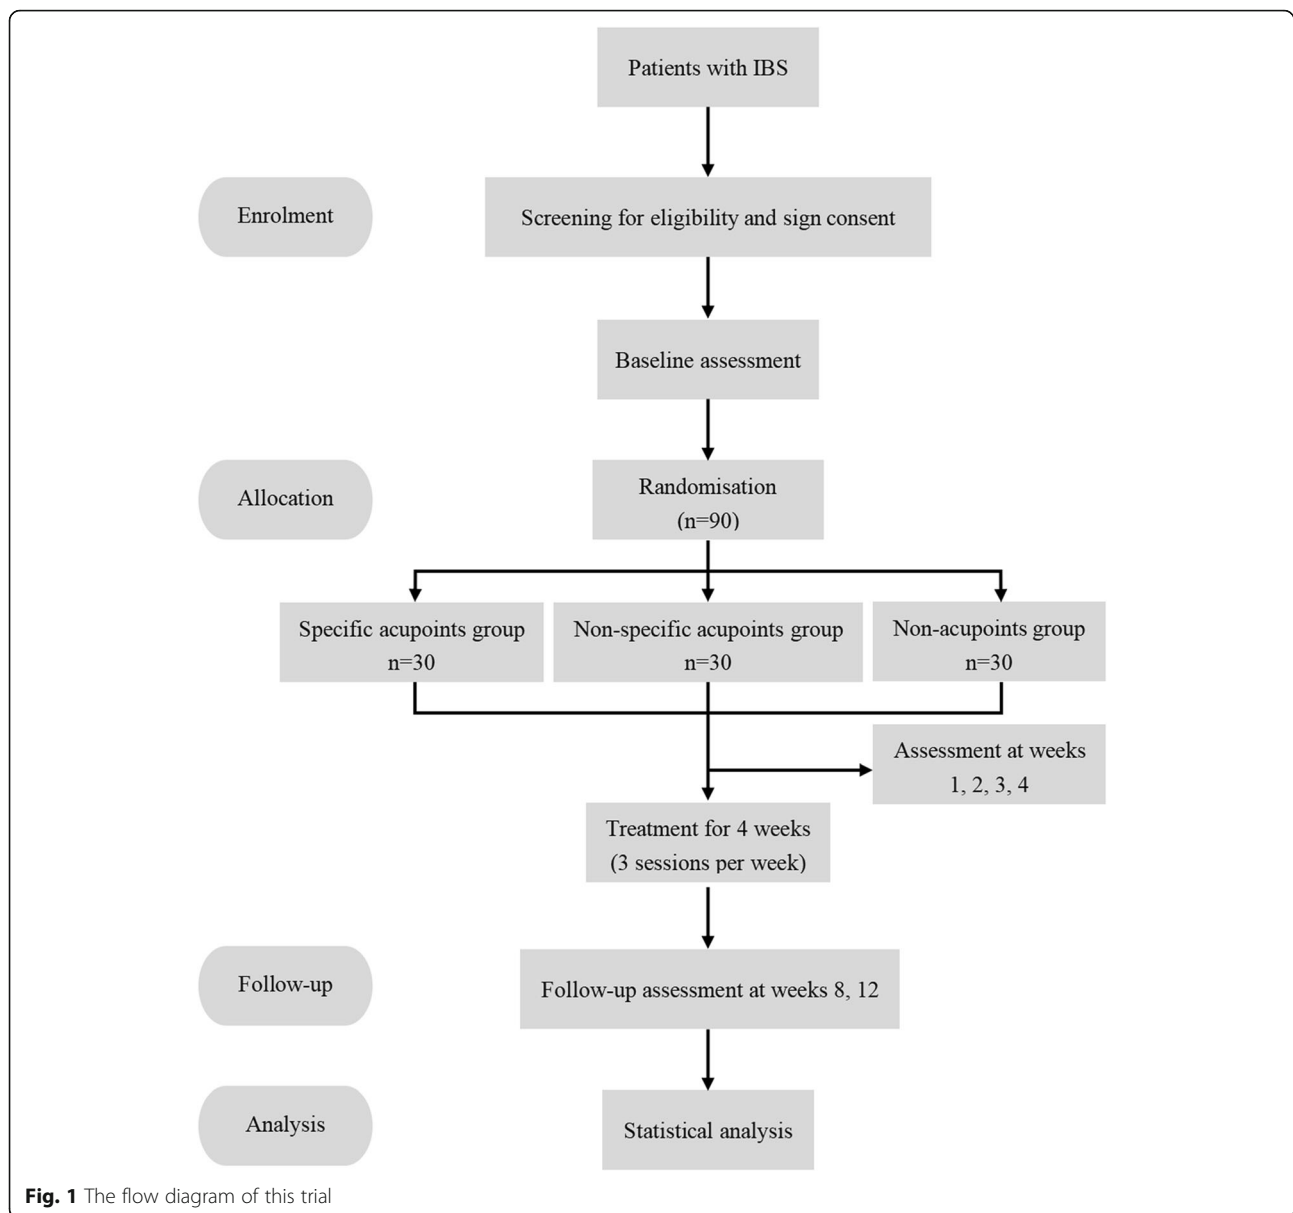 Patients with IBS
Enrolment
Screening for eligibility and sign consent
Baseline assessment
Allocation
Randomisation
(n=90)
Specific acupoints group
n=30
Non-specific acupoints group
n=30
Non-acupoints group
n=30
Assessment at weeks
1, 2, 3, 4
Treatment for 4 weeks
(3 sessions per week)
Follow-up
Follow-up assessment at weeks 8, 12
Analysis
Statistical analysis
Fig. 1 The flow diagram of this trial